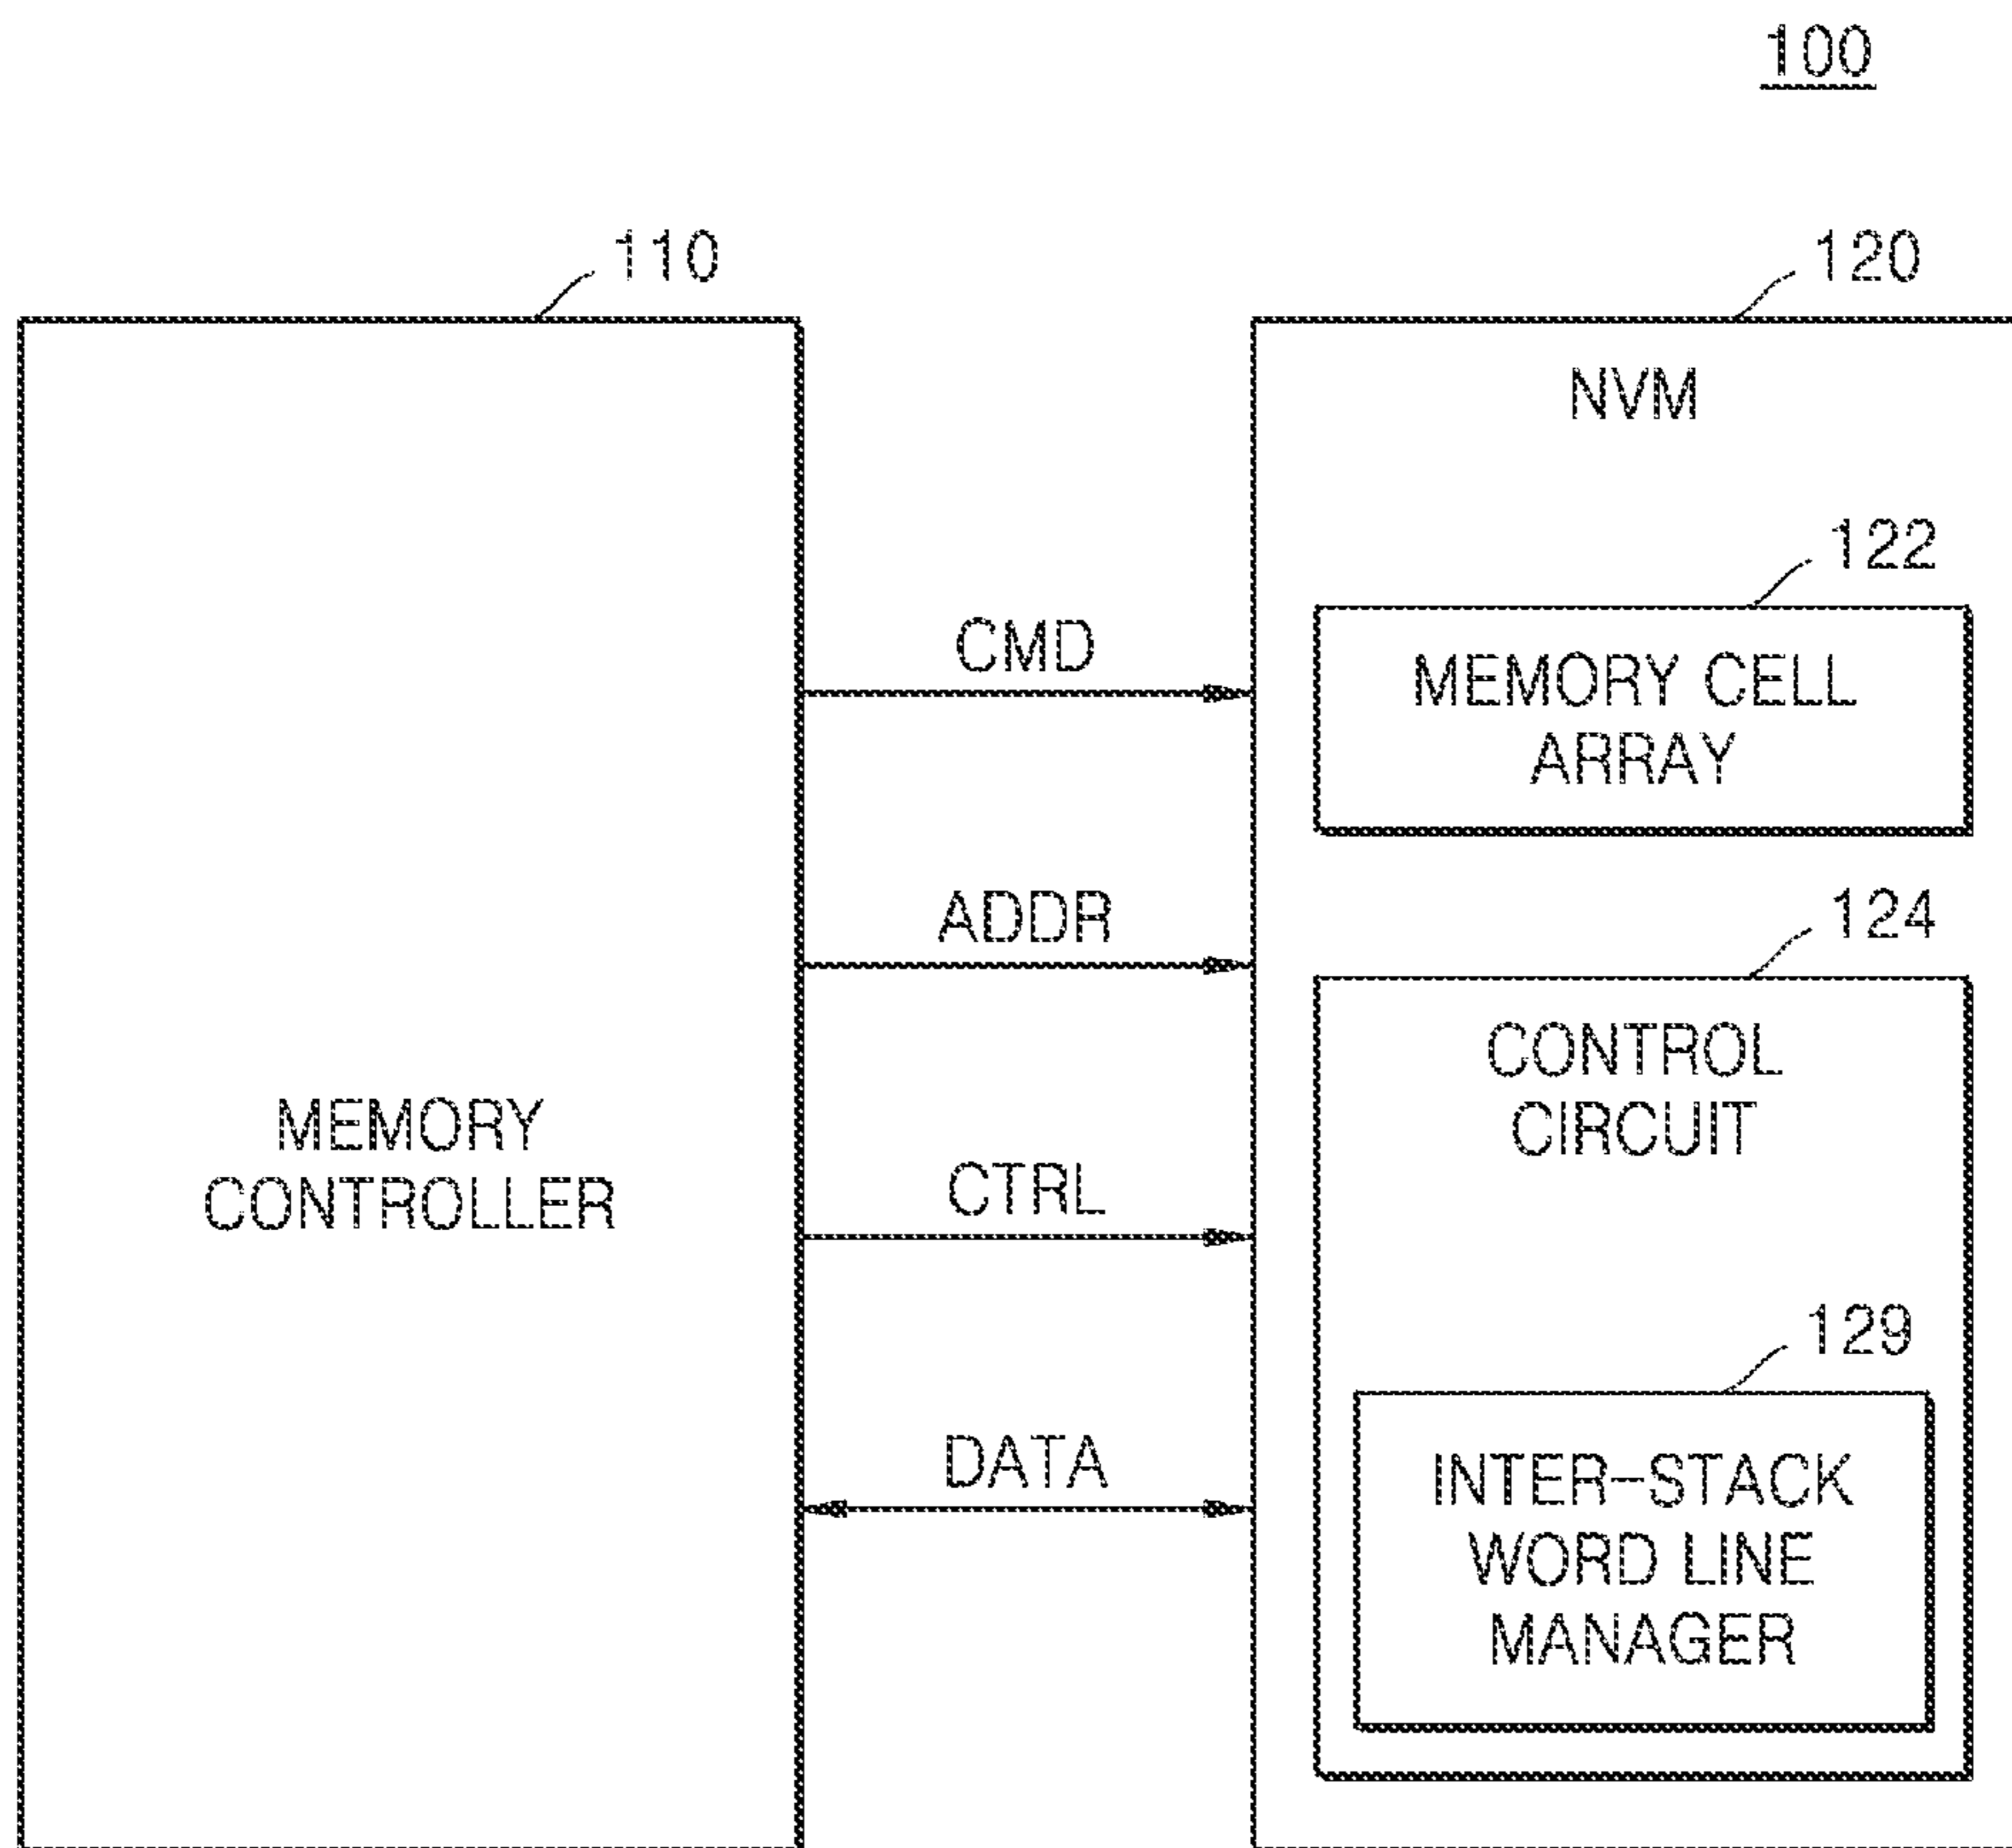 100
110
120
NVM
122
CMD
MEMORY CELL
ARRAY
ADDR
124
CONTROL
CIRCUIT
MEMORY
CONTROLLER
CTRL
129
DATA
INTER-STACK
WORD LINE
MANAGER